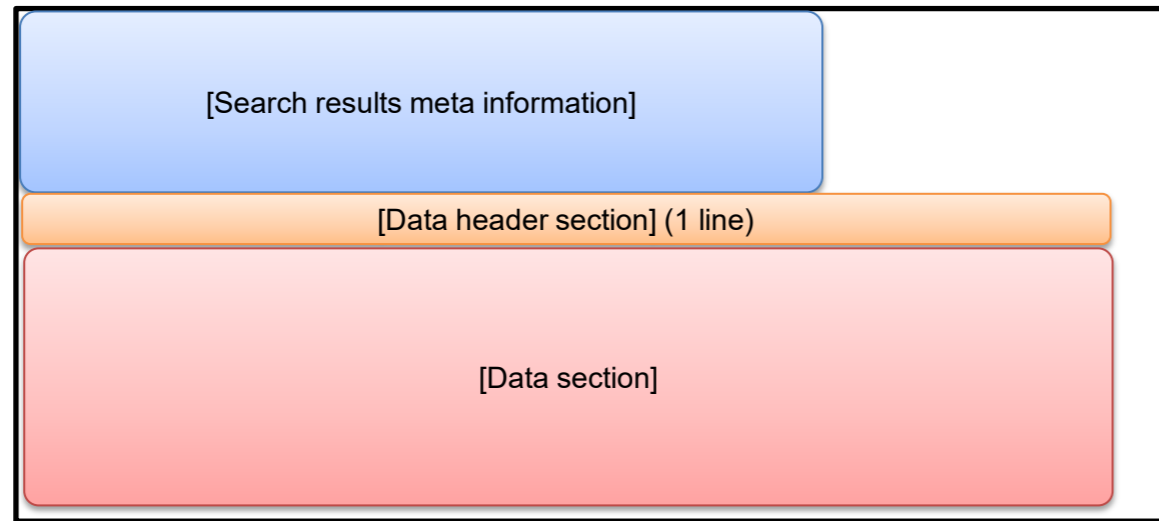 [Search results meta information]
[Data header section] (1 line)
[Data section]